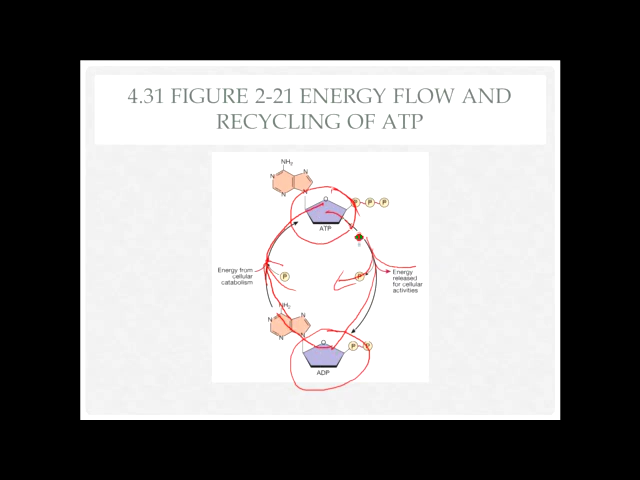 4.31 FIGURE 2-21 ENERGY FLOW AND
RECYCLING OF ATP
NH2
N
N
N
N
O
P P P
ATP
Energy from
cellular
catabolism
P
P
Energy
released
for cellular
activities
NH2
N
N
N
N
O
P P
ADP